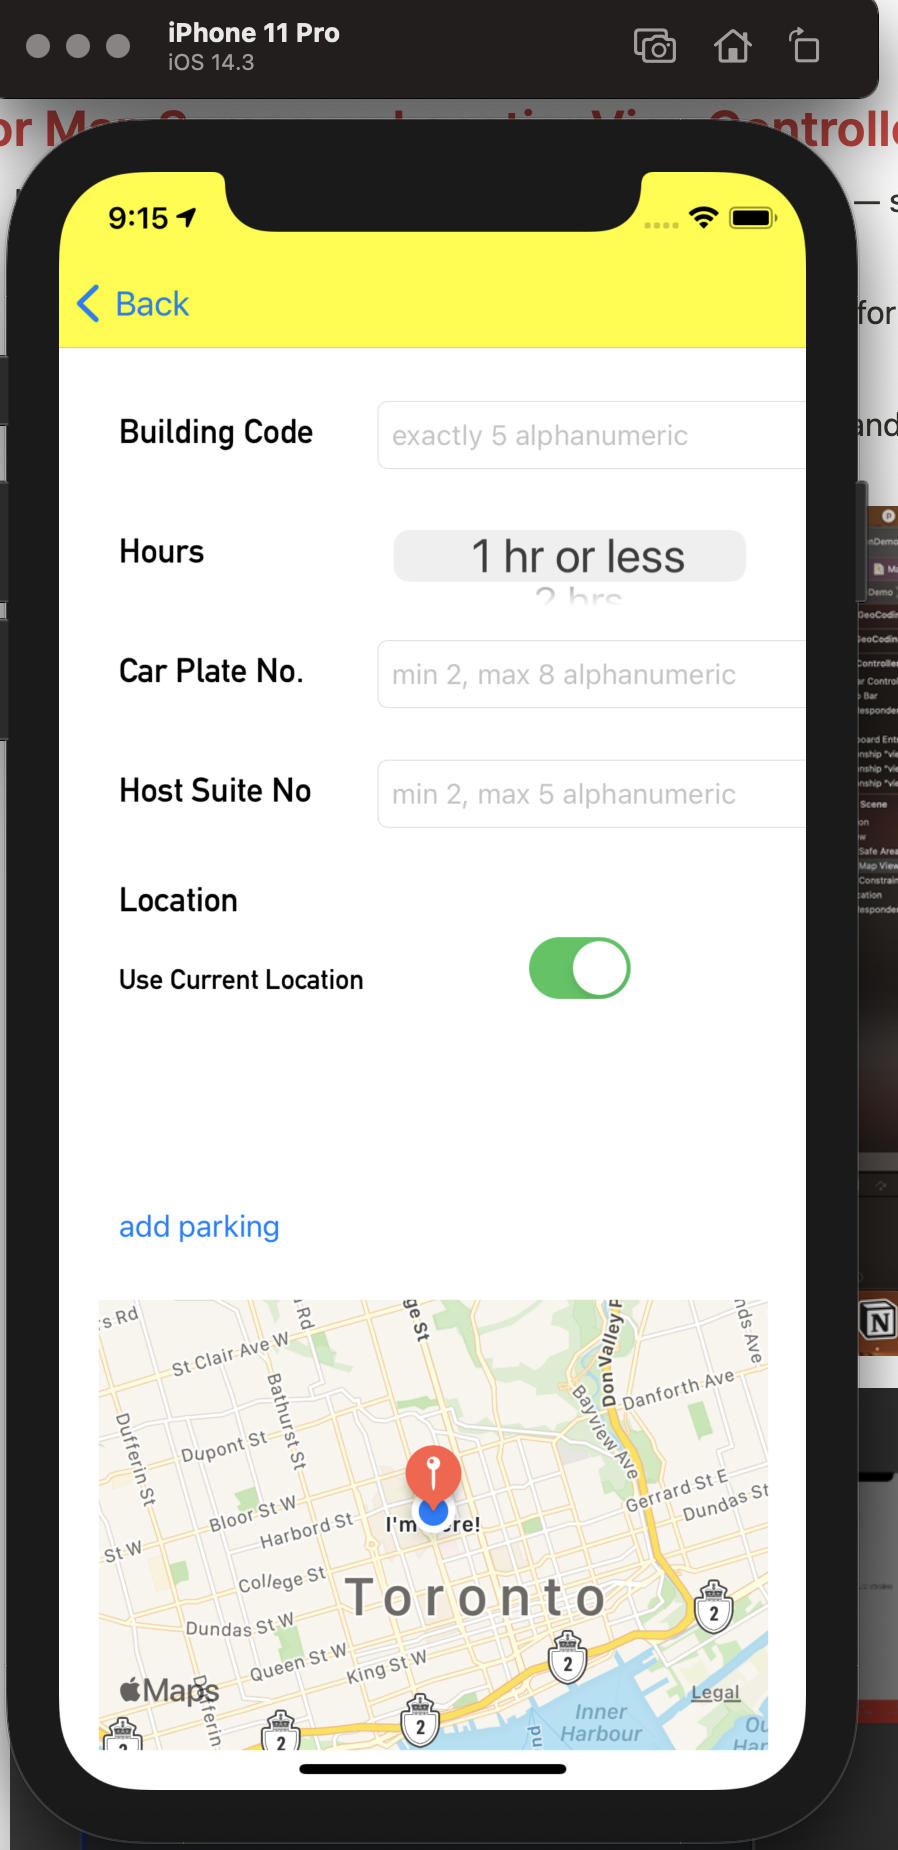 iPhone 11 Pro
iOS 14.3
9:15
— s
Back
for
and
Building Code
exactly 5 alphanumeric
Hours
1 hr or less
2 hrs
Car Plate No.
min 2, max 8 alphanumeric
Host Suite No
min 2, max 5 alphanumeric
Location
Use Current Location
add parking
St Clair Ave W
Bathurst St
Dufferin St
Dupont St
Don Valley P
Bayview Ave
Danforth Ave
Bloor St W
Harbord St
I'm
re!
Gerrard St E
Dundas St
St W
College St
Toronto
Dundas St W
Queen St W
King St W
2
2
2
2
2
Maps
Dufferin
Legal
Inner
Harbour